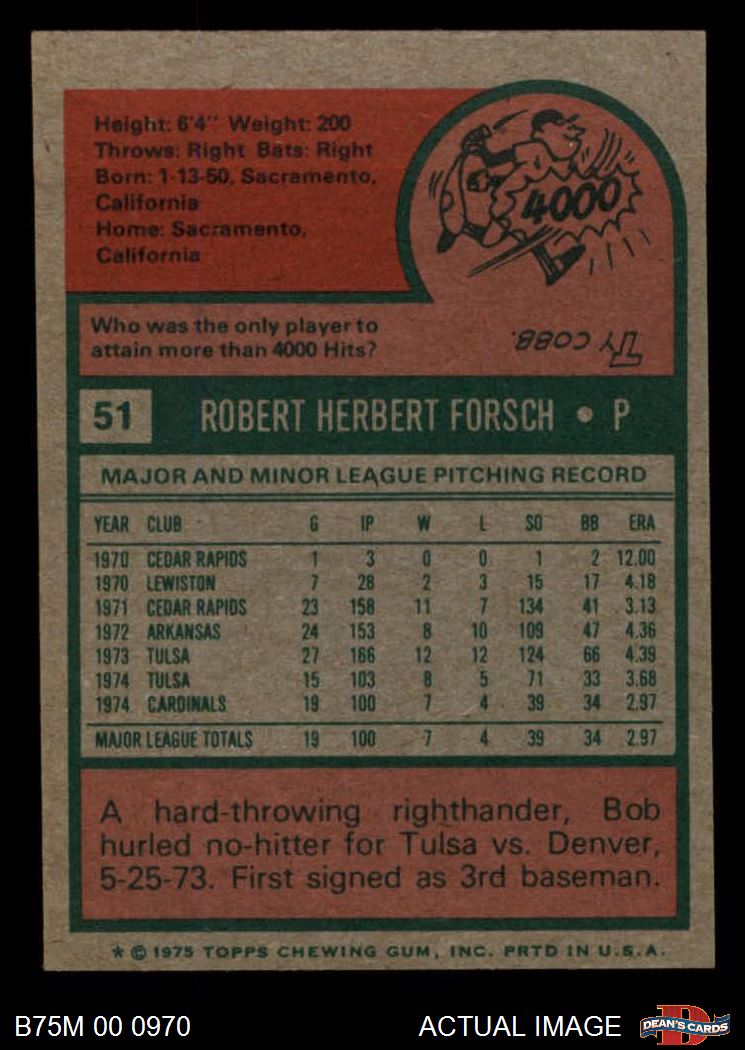 Height: 6'4" Weight: 200
Throws: Right Bats: Right
Born: 1-13-50, Sacramento,
California
Home: Sacramento,
California
4000
Who was the only player to
attain more than 4000 Hits?
TY COBB.
51 ROBERT HERBERT FORSCH • P
MAJOR AND MINOR LEAGUE PITCHING RECORD
YEAR CLUB G IP W L SO BB ERA
1970 CEDAR RAPIDS 1 3 0 0 1 2 12.00
1970 LEWISTON 7 28 2 3 15 17 4.18
1971 CEDAR RAPIDS 23 158 11 7 134 41 3.13
1972 ARKANSAS 24 153 8 10 109 47 4.36
1973 TULSA 27 166 12 12 124 66 4.39
1974 TULSA 15 103 8 5 71 33 3.68
1974 CARDINALS 19 100 7 4 39 34 2.97
MAJOR LEAGUE TOTALS 19 100 7 4 39 34 2.97
A hard-throwing righthander, Bob
hurled no-hitter for Tulsa vs. Denver,
5-25-73. First signed as 3rd baseman.
* © 1975 TOPPS CHEWING GUM, INC. PRTD IN U.S.A.
B75M 00 0970 ACTUAL IMAGE D DEAN'S CARDS